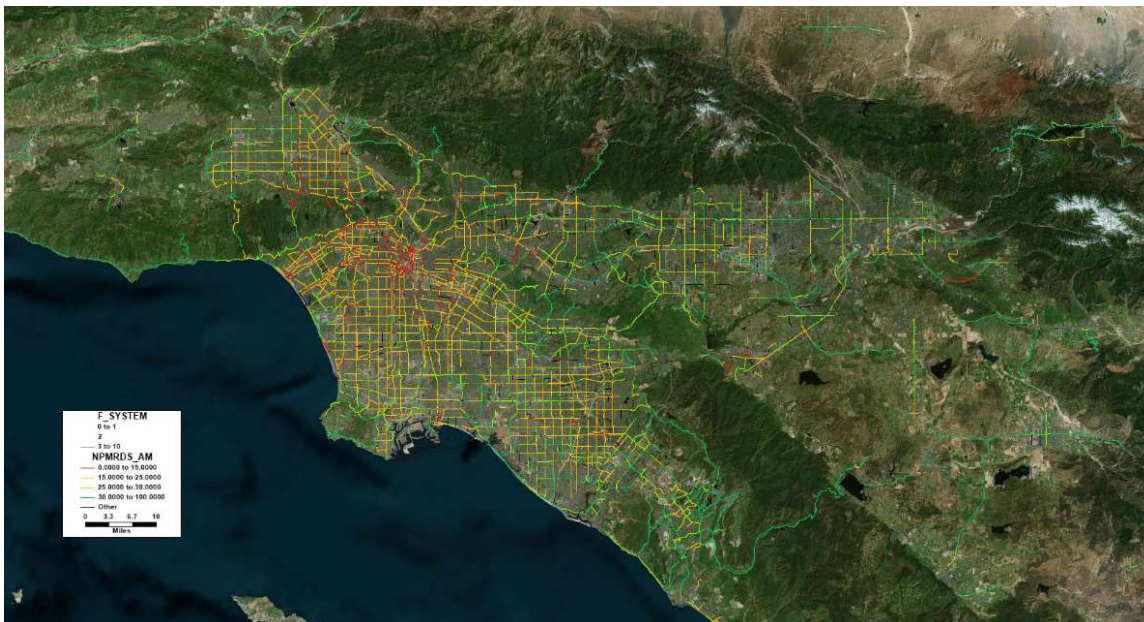 F_SYSTEM
0 to 1
2
3 to 10
NPMRDS_AM
0.0000 to 15.0000
15.0000 to 25.0000
25.0000 to 30.0000
30.0000 to 100.0000
Other
0 3.3 6.7 10
Miles